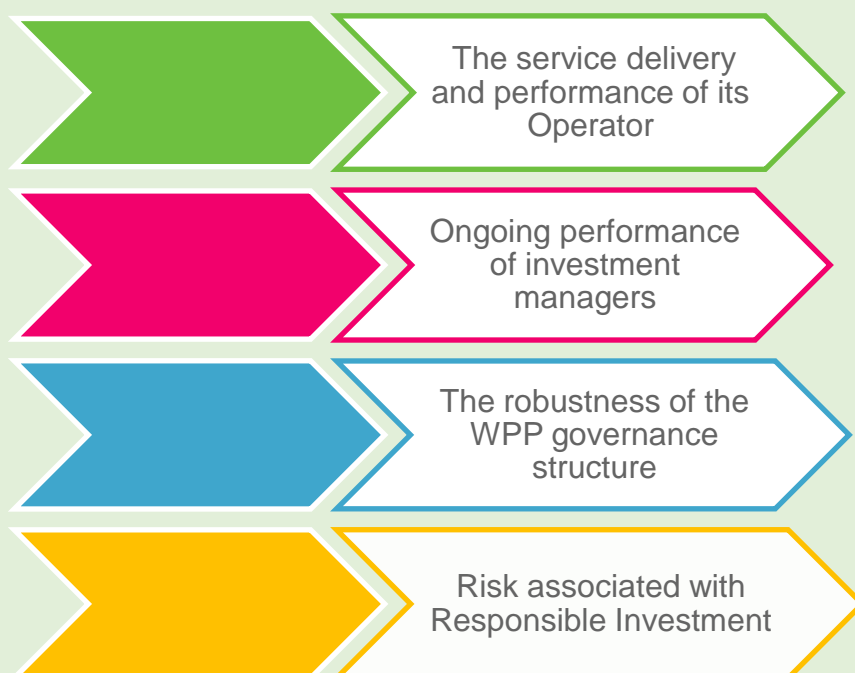 The service delivery
and performance of its
Operator
Ongoing performance
of investment
managers
The robustness of the
WPP governance
structure
Risk associated with
Responsible Investment